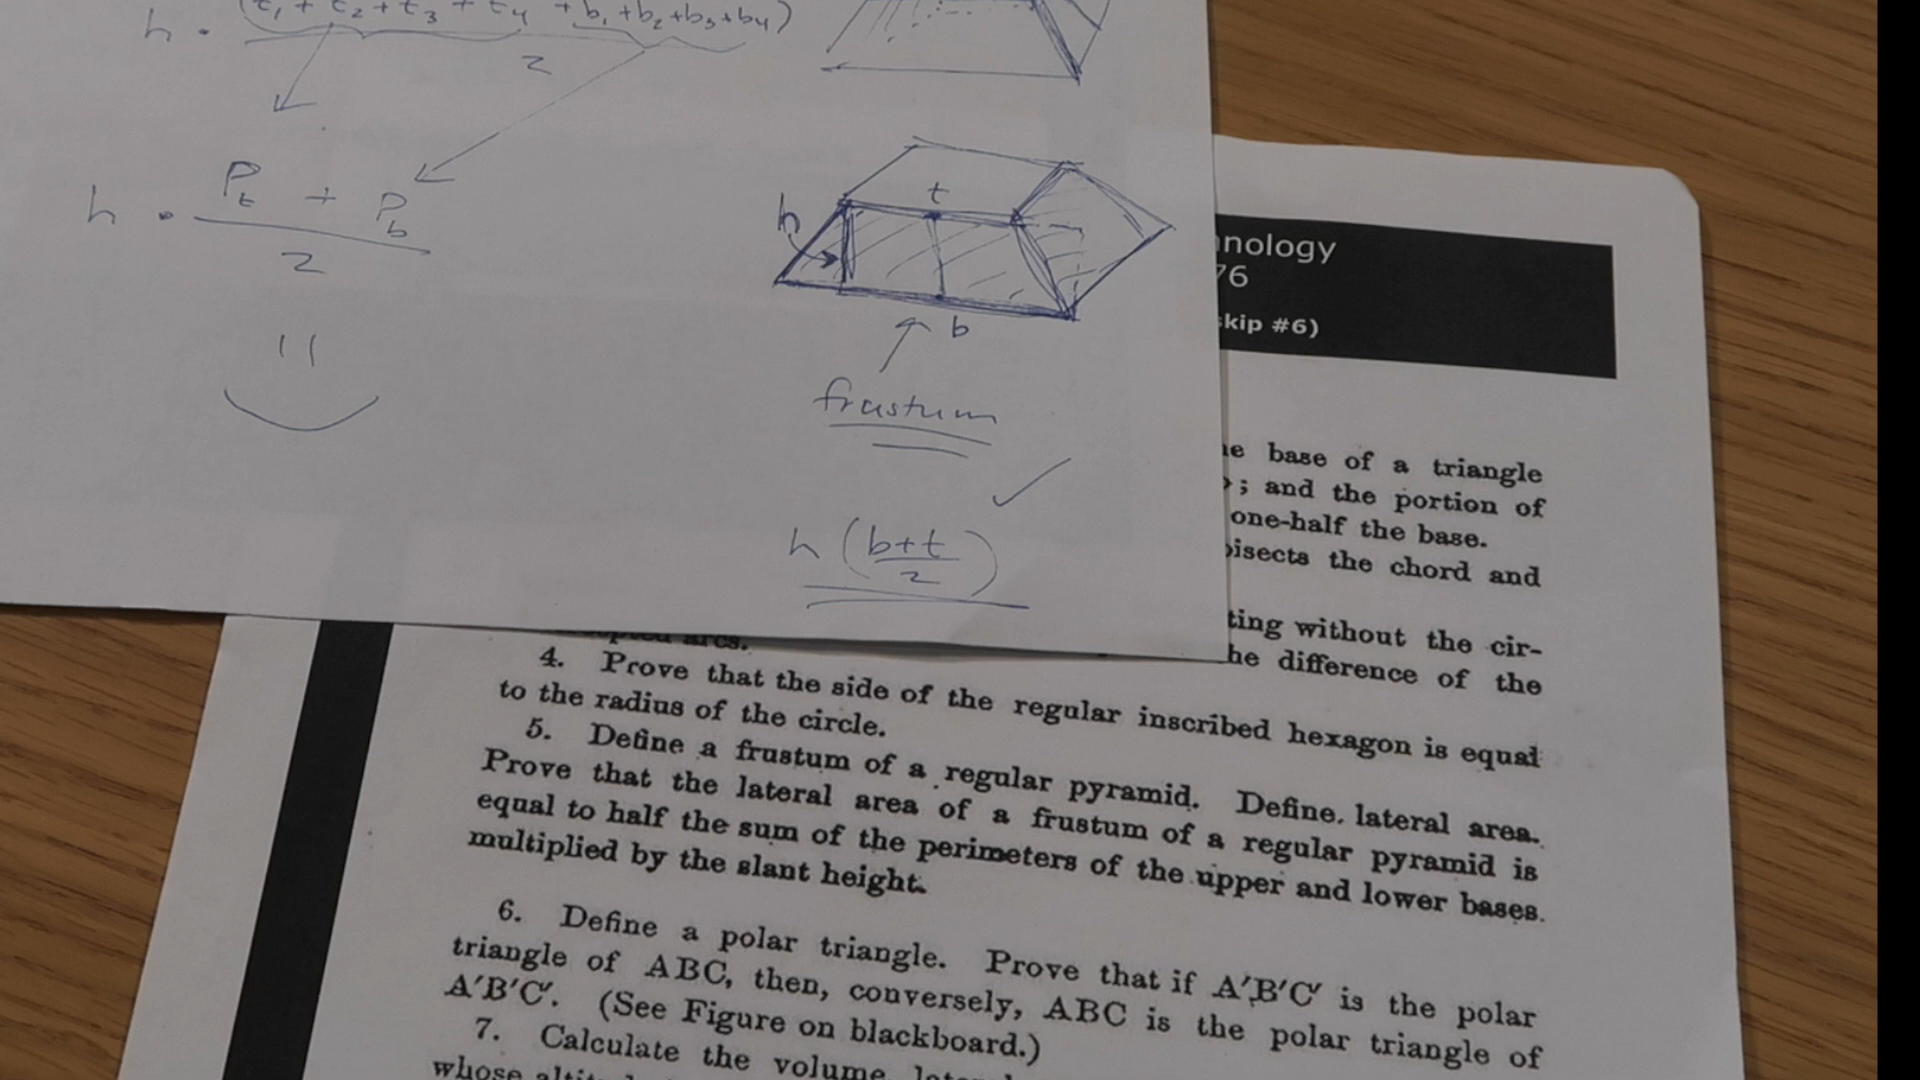 h · (t₁ + t₂ + t₃ + t₄ + b₁ + b₂ + b₃ + b₄)
2
h · Pt + Pb
2
t
h
b
frustum
h (b+t)
2
76
kip #6)
base of a triangle
; and the portion of
one-half the base.
the chord and
without the cir-
difference of the
arcs.
4. Prove that the side of the regular inscribed hexagon is equal
to the radius of the circle.
5. Define a frustum of a regular pyramid. Define, lateral area.
Prove that the lateral area of a frustum of a regular pyramid is
equal to half the sum of the perimeters of the upper and lower bases
multiplied by the slant height.
6. Define a polar triangle. Prove that if A′B′C′ is the polar
triangle of ABC, then, conversely, ABC is the polar triangle of
A′B′C′. (See Figure on blackboard.)
7. Calculate the volume,
whose